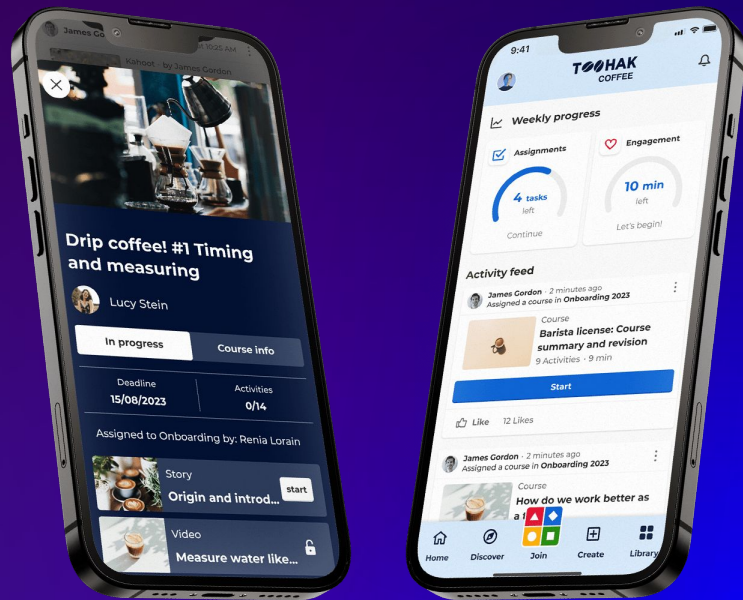 James Go
at 10:25 AM
Kahoot - by James Gordon
Drip coffee! #1 Timing
and measuring
Lucy Stein
In progress
Course info
Deadline
15/08/2023
Activities
0/14
Assigned to Onboarding by: Renia Lorain
Story
Origin and introd...
start
Video
Measure water like...
9:41
TOOHAK
COFFEE
Weekly progress
Assignments
4 tasks
left
Continue
Engagement
10 min
left
Let's begin!
Activity feed
James Gordon · 2 minutes ago
Assigned a course in Onboarding 2023
Course
Barista license: Course
summary and revision
9 Activities · 9 min
Start
Like 12 Likes
James Gordon · 2 minutes ago
Assigned a course in Onboarding 2023
Course
How do we work better as
Home
Discover
Join
Create
Library